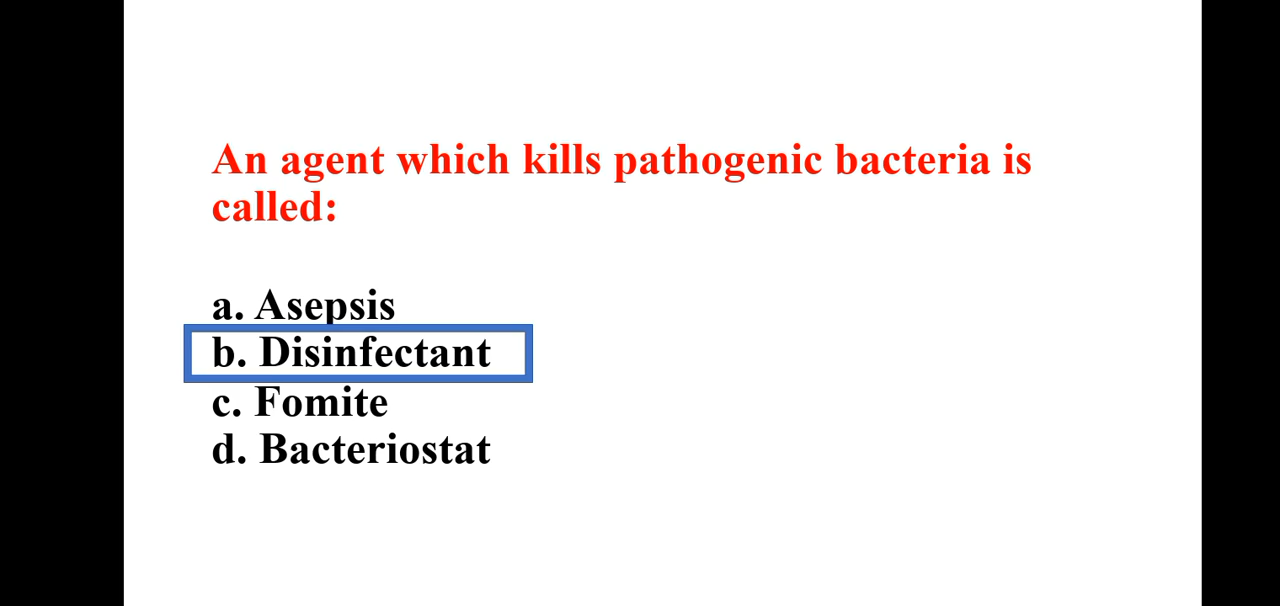 An agent which kills pathogenic bacteria is
called:
a. Asepsis
b. Disinfectant
c. Fomite
d. Bacteriostat